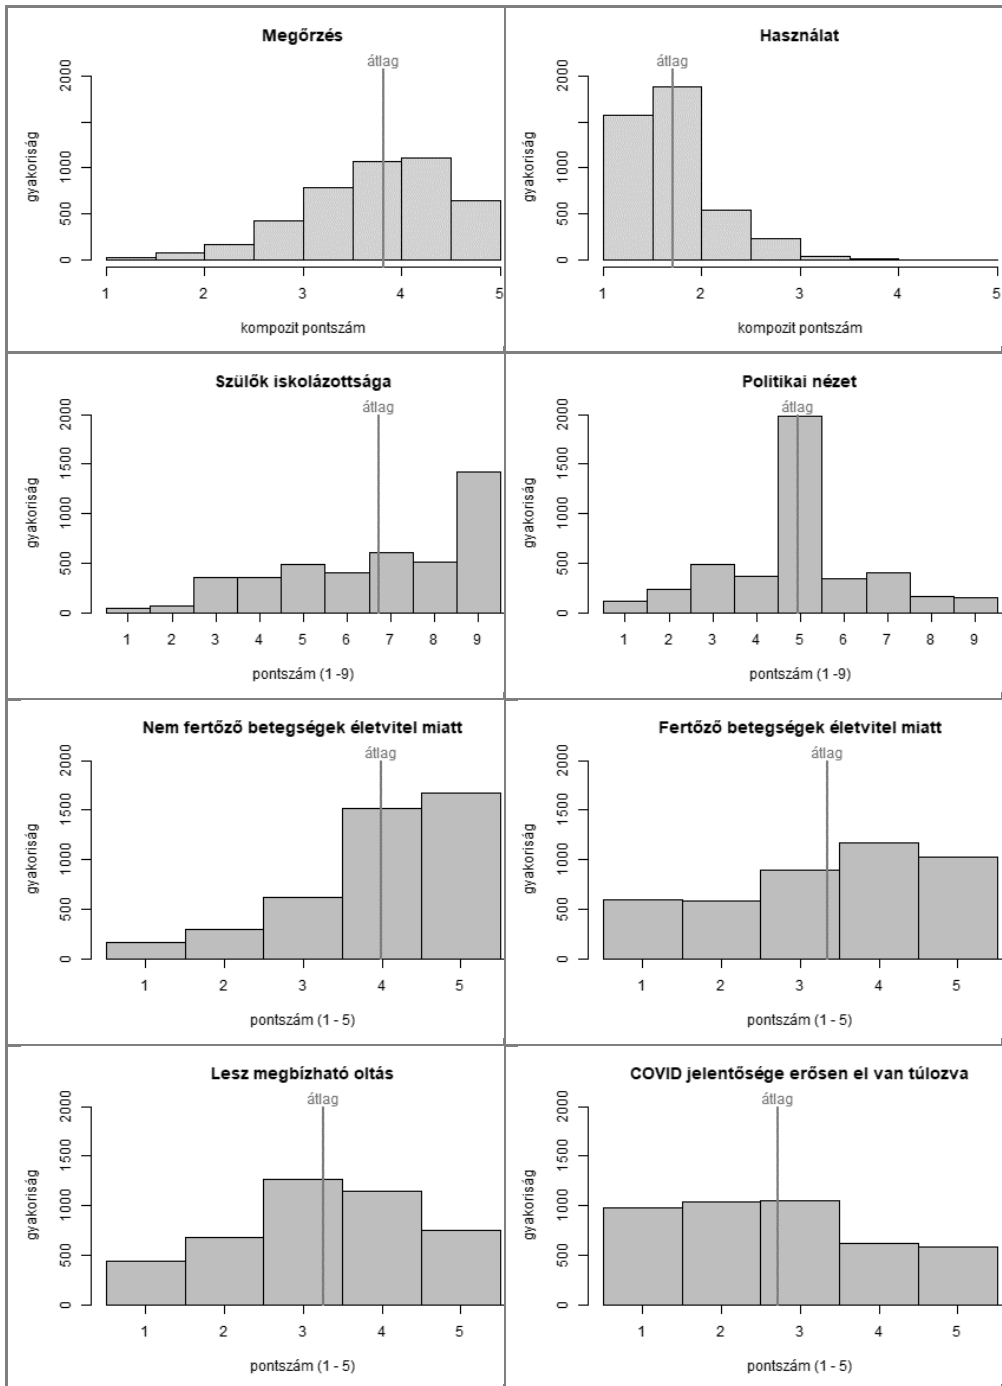 Megőrzés
átlag
gyakoriság
0 500 1000 2000
1 2 3 4 5
kompozit pontszám
Használat
átlag
gyakoriság
0 500 1000 2000
1 2 3 4 5
kompozit pontszám
Szülők iskolázottsága
átlag
gyakoriság
0 500 1000 1500 2000
1 2 3 4 5 6 7 8 9
pontszám (1 -9)
Politikai nézet
átlag
gyakoriság
0 500 1000 1500 2000
1 2 3 4 5 6 7 8 9
pontszám (1 -9)
Nem fertőző betegségek életvitel miatt
átlag
gyakoriság
0 500 1000 1500 2000
1 2 3 4 5
pontszám (1 - 5)
Fertőző betegségek életvitel miatt
átlag
gyakoriság
0 500 1000 1500 2000
1 2 3 4 5
pontszám (1 - 5)
Lesz megbízható oltás
átlag
gyakoriság
0 500 1000 1500 2000
1 2 3 4 5
pontszám (1 - 5)
COVID jelentősége erősen el van túlozva
átlag
gyakoriság
0 500 1000 1500 2000
1 2 3 4 5
pontszám (1 - 5)